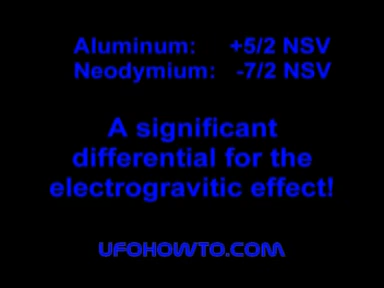 Aluminum: +5/2 NSV
Neodymium: -7/2 NSV
A significant
differential for the
electrogravitic effect!
UFOHOWTO.COM